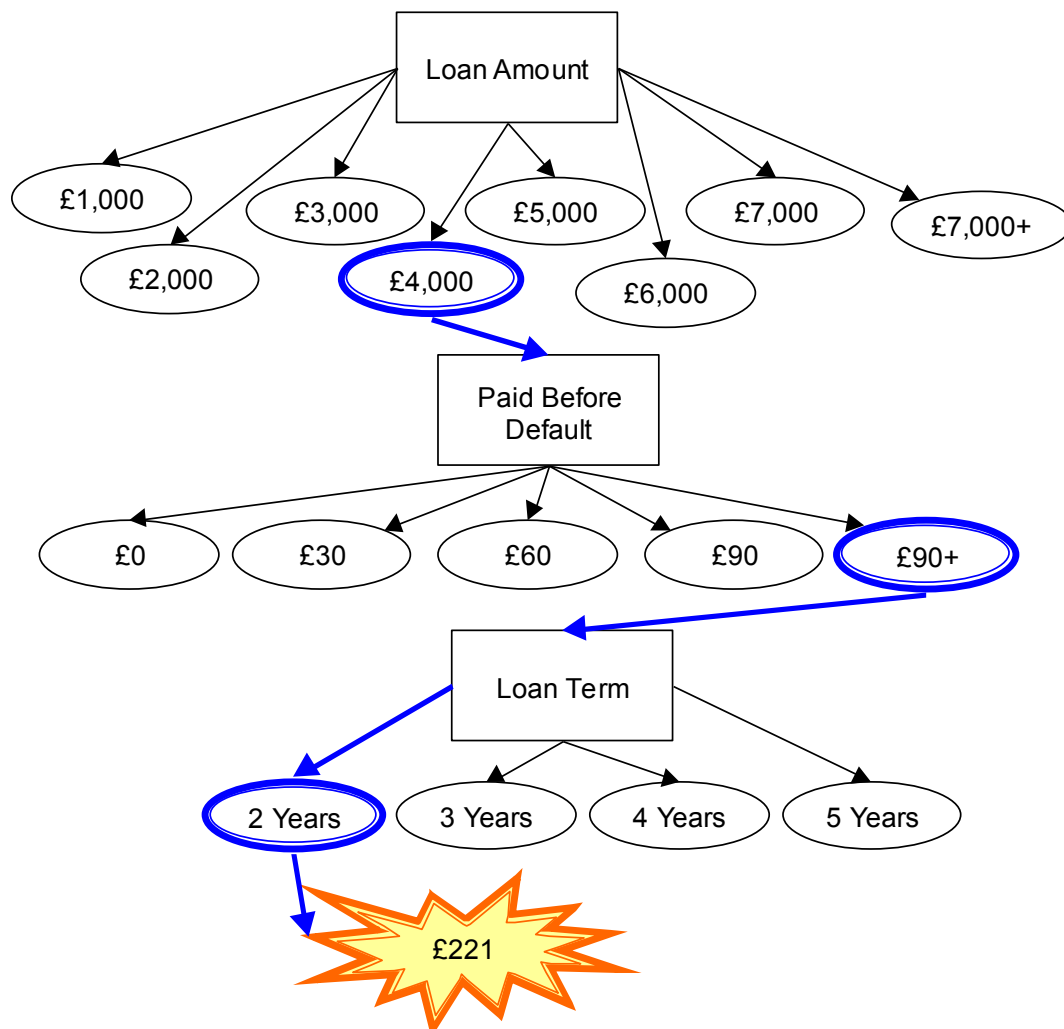 Loan Amount
£1,000
£2,000
£3,000
£4,000
£5,000
£6,000
£7,000
£7,000+
Paid Before
Default
£0
£30
£60
£90
£90+
Loan Term
2 Years
3 Years
4 Years
5 Years
£221